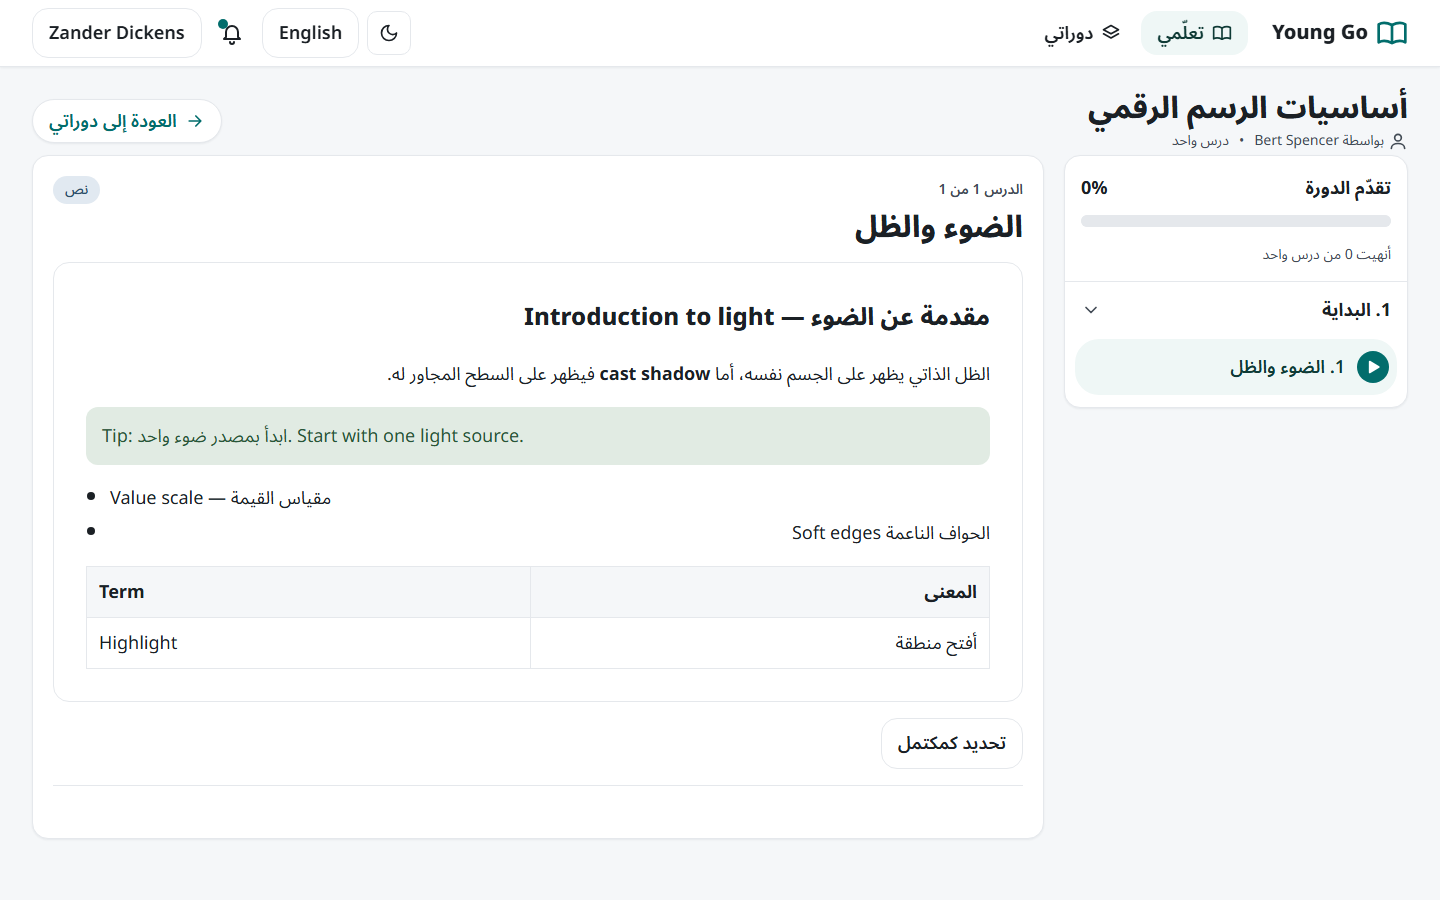 Young Go
تعلّمي
دوراتي
English
Zander Dickens
أساسيات الرسم الرقمي
بواسطة Bert Spencer • درس واحد
العودة إلى دوراتي
تقدّم الدورة 0%
أنهيت 0 من درس واحد
1. البداية
1. الضوء والظل
الدرس 1 من 1
نص
الضوء والظل
مقدمة عن الضوء — Introduction to light
الظل الذاتي يظهر على الجسم نفسه، أما cast shadow فيظهر على السطح المجاور له.
Tip: ابدأ بمصدر ضوء واحد. Start with one light source.
Value scale — مقياس القيمة
الحواف الناعمة Soft edges
المعنى Term
أفتح منطقة Highlight
تحديد كمكتمل